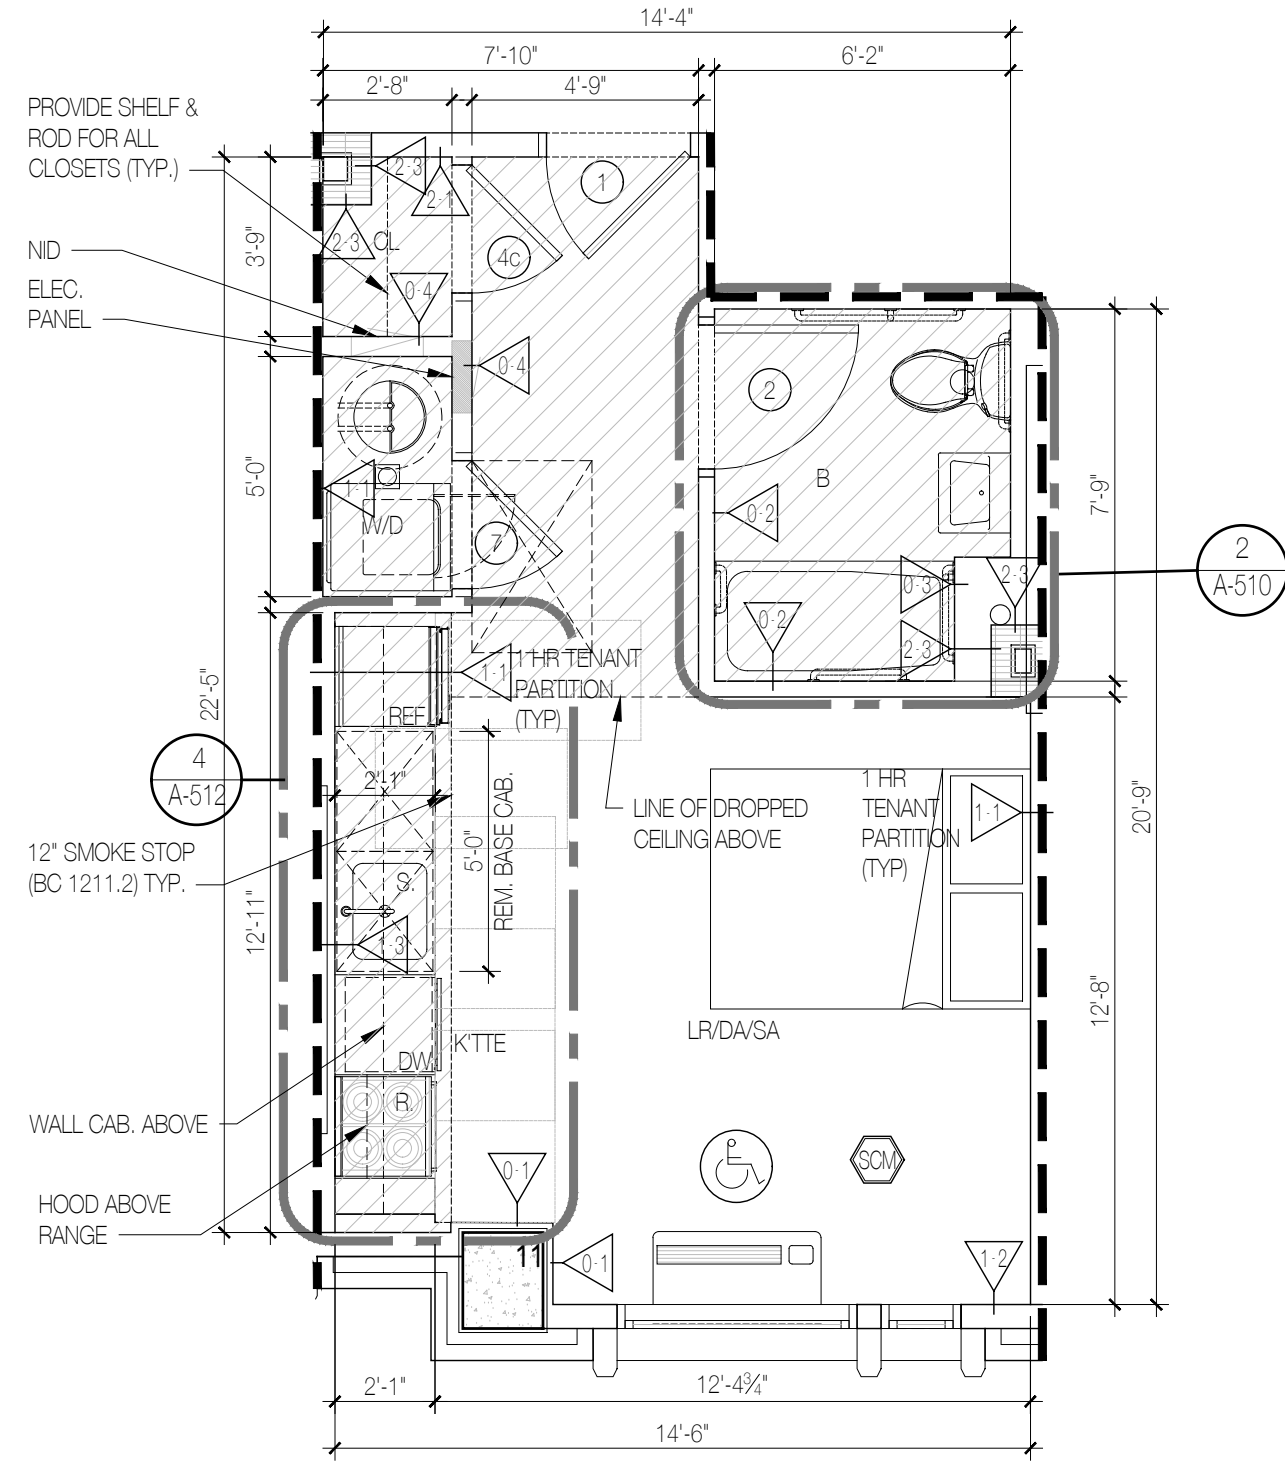 14'-4"
7'-10"
6'-2"
2'-8"
4'-9"
PROVIDE SHELF &
ROD FOR ALL
CLOSETS (TYP.)
2-3
2-1
1
2-3
CL
4c
3'-9"
NID
ELEC.
PANEL
0-4
0-4
2
B
5'-0"
1-1
W/D
7
0-2
7'-9"
2
A-510
0-3
2-3
0-2
2-3
1-1
1 HR TENANT
PARTITION
(TYP)
22'-5"
REF.
4
A-512
2'-1"
5'-0"
REM. BASE CAB.
LINE OF DROPPED
CEILING ABOVE
1 HR
TENANT
PARTITION
(TYP)
1-1
20'-9"
12" SMOKE STOP
(BC 1211.2) TYP.
S.
12'-11"
1-3
12'-8"
LR/DA/SA
K'TTE
DW
R.
WALL CAB. ABOVE
HOOD ABOVE
RANGE
0-1
SCM
11
0-1
1-2
2'-1"
12'-4¾"
14'-6"